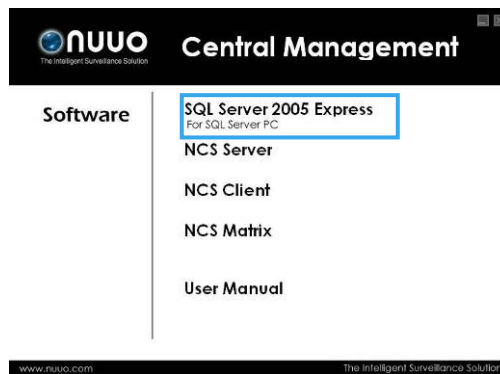 nuuo
The Intelligent Surveillance Solution
Central Management
Software
SQL Server 2005 Express
For SQL Server PC
NCS Server
NCS Client
NCS Matrix
User Manual
www.nuuo.com
The Intelligent Surveillance Solution